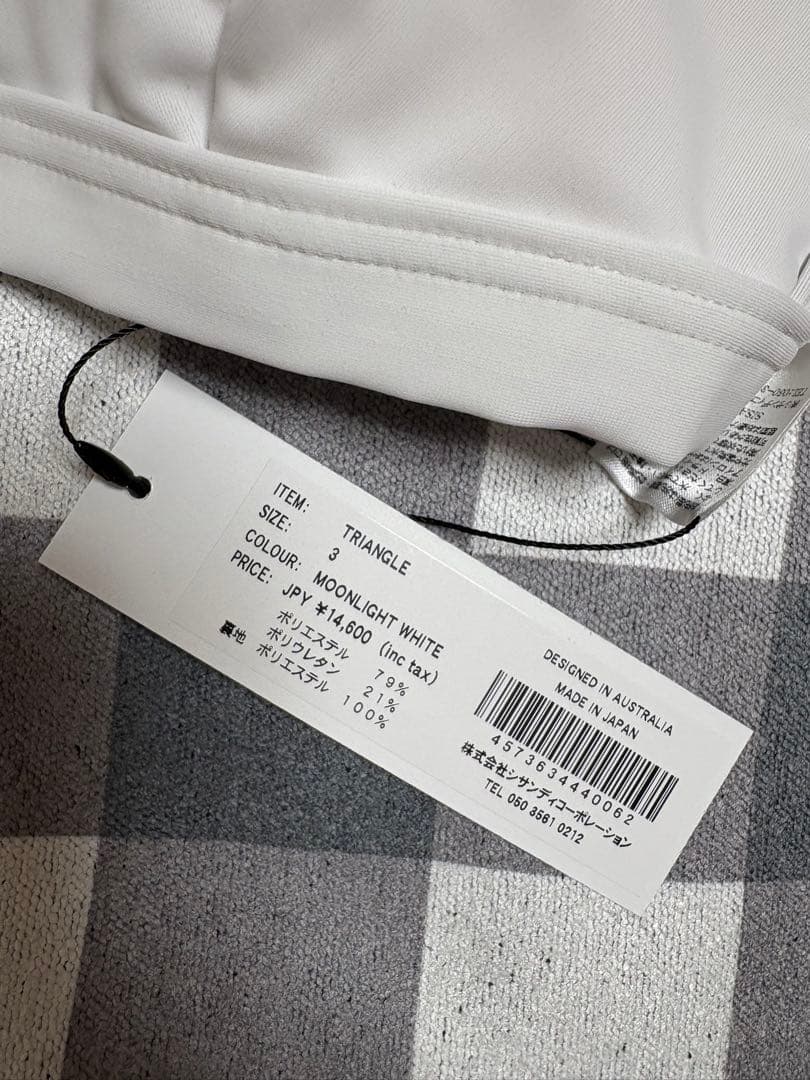 ITEM: TRIANGLE
SIZE: 3
COLOUR: MOONLIGHT WHITE
PRICE: JPY ¥14,600 (inc tax)
ポリエステル 79%
ポリウレタン 21%
裏地 ポリエステル 100%
DESIGNED IN AUSTRALIA
MADE IN JAPAN
4573634440062
株式会社シサンディコーポレーション
TEL 050 3561 0212